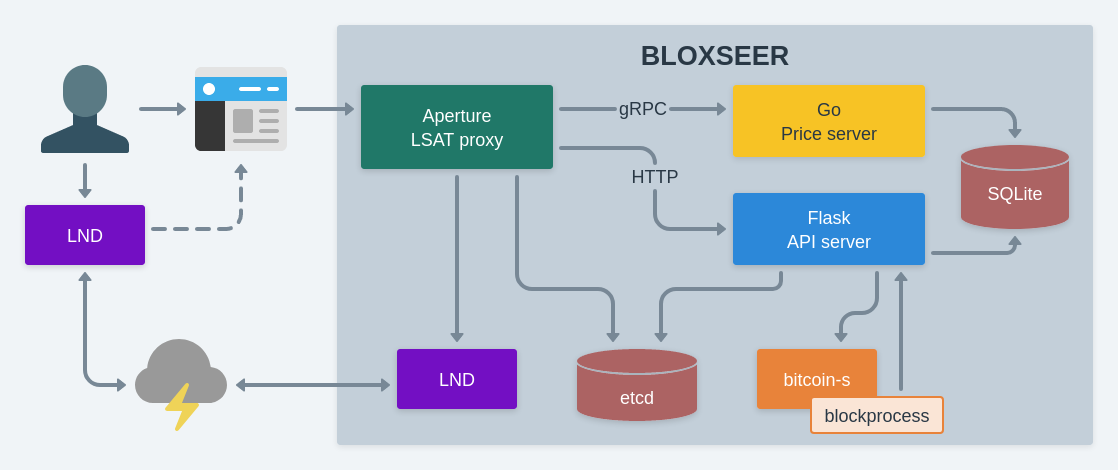 BLOXSEER
Aperture
LSAT proxy
gRPC
Go
Price server
HTTP
SQLite
Flask
API server
LND
LND
etcd
bitcoin-s
blockprocess